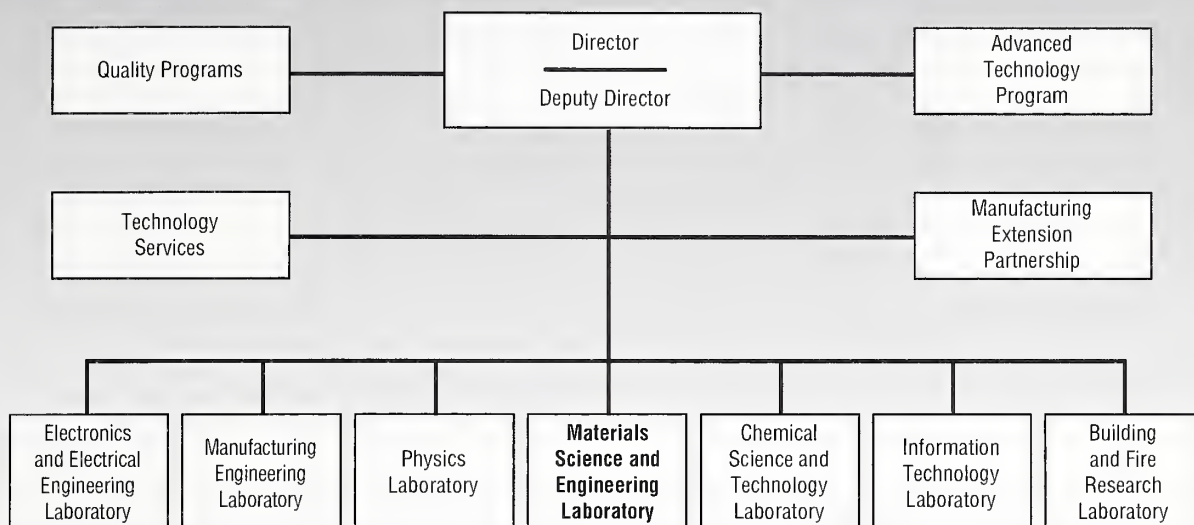 Quality Programs
Director
Deputy Director
Advanced
Technology
Program
Technology
Services
Manufacturing
Extension
Partnership
Electronics
and Electrical
Engineering
Laboratory
Manufacturing
Engineering
Laboratory
Physics
Laboratory
Materials
Science and
Engineering
Laboratory
Chemical
Science and
Technology
Laboratory
Information
Technology
Laboratory
Building
and Fire
Research
Laboratory